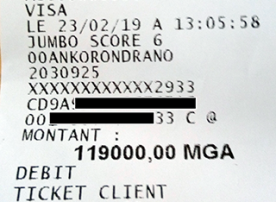 VISA
LE 23/02/19 A 13:05:58
JUMBO SCORE 6
00ANKORONDRANO
2030925
XXXXXXXXXXXX2933
CD9A
00 33 C @
MONTANT :
119000,00 MGA
DEBIT
TICKET CLIENT